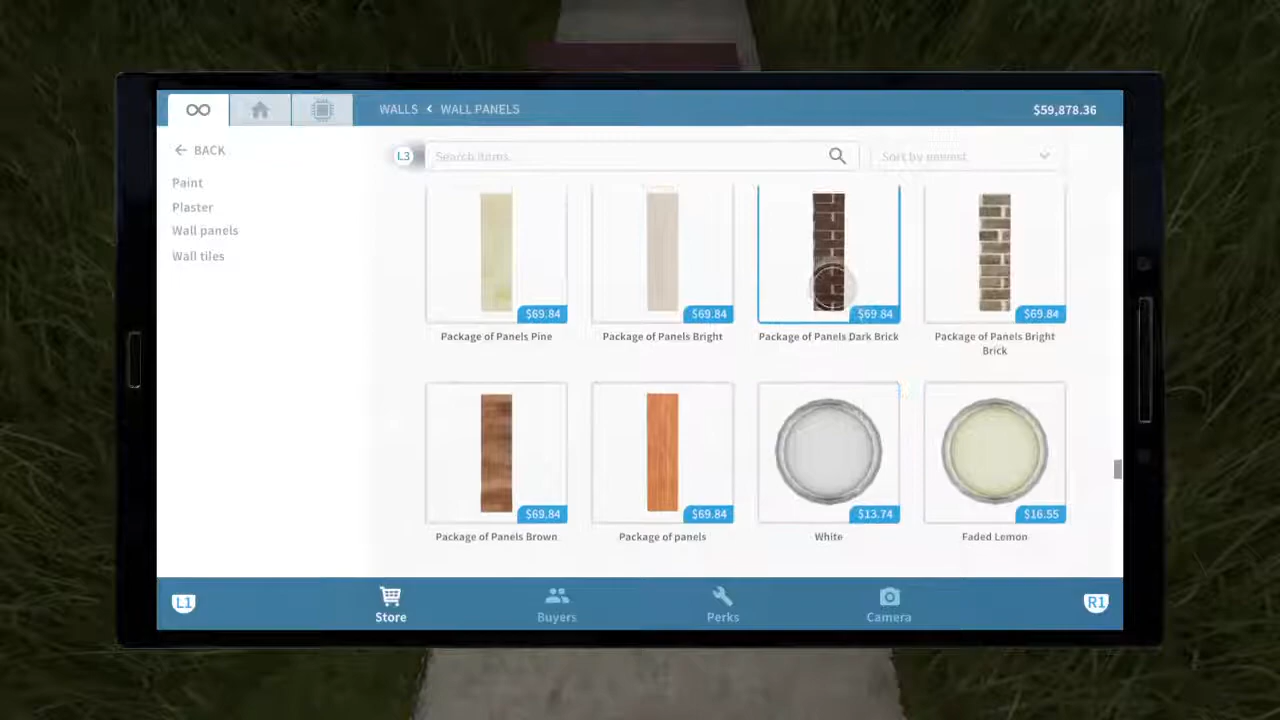 WALLS < WALL PANELS
$59,878.36
BACK
L3
Search items.
Sort by newest
Paint
Plaster
Wall panels
Wall tiles
$69.84
$69.84
$69.84
$69.84
Package of Panels Pine
Package of Panels Bright
Package of Panels Dark Brick
Package of Panels Bright
Brick
$69.84
$69.84
$13.74
$16.55
Package of Panels Brown
Package of panels
White
Faded Lemon
L1
Store
Buyers
Perks
Camera
R1